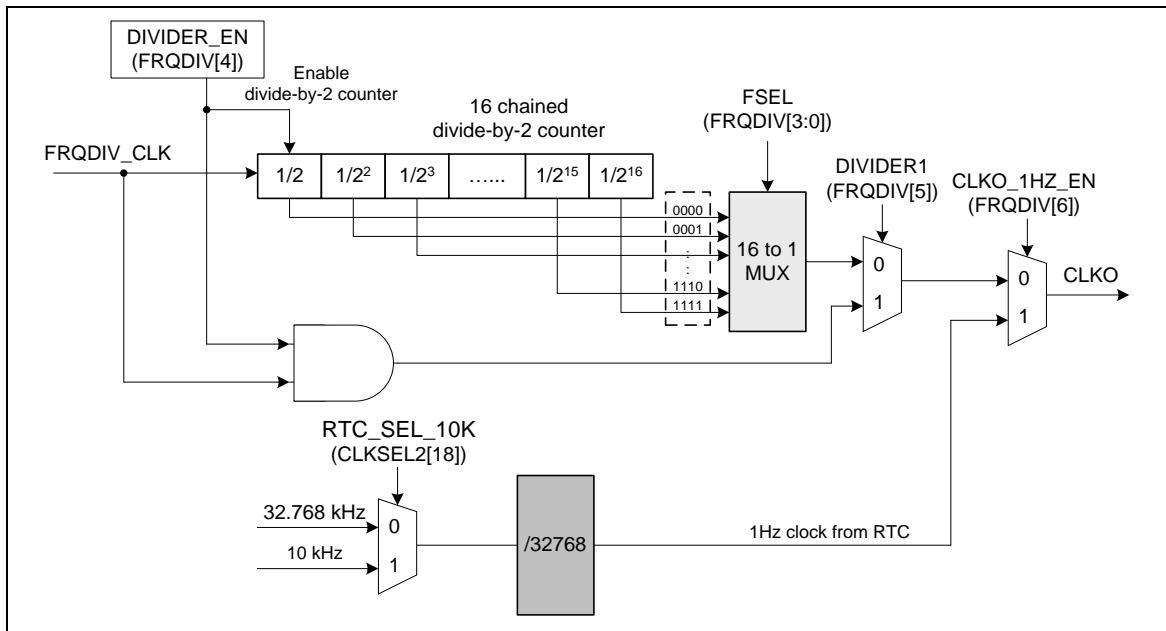 DIVIDER_EN
(FRQDIV[4])
Enable
divide-by-2 counter
16 chained
divide-by-2 counter
FSEL
(FRQDIV[3:0])
FRQDIV_CLK
DIVIDER1
(FRQDIV[5])
CLKO_1HZ_EN
(FRQDIV[6])
1/2
1/2²
1/2³
…...
1/2¹⁵
1/2¹⁶
0000
0001
:
:
1110
1111
16 to 1
MUX
0
1
0
1
CLKO
RTC_SEL_10K
(CLKSEL2[18])
32.768 kHz
10 kHz
0
1
/32768
1Hz clock from RTC